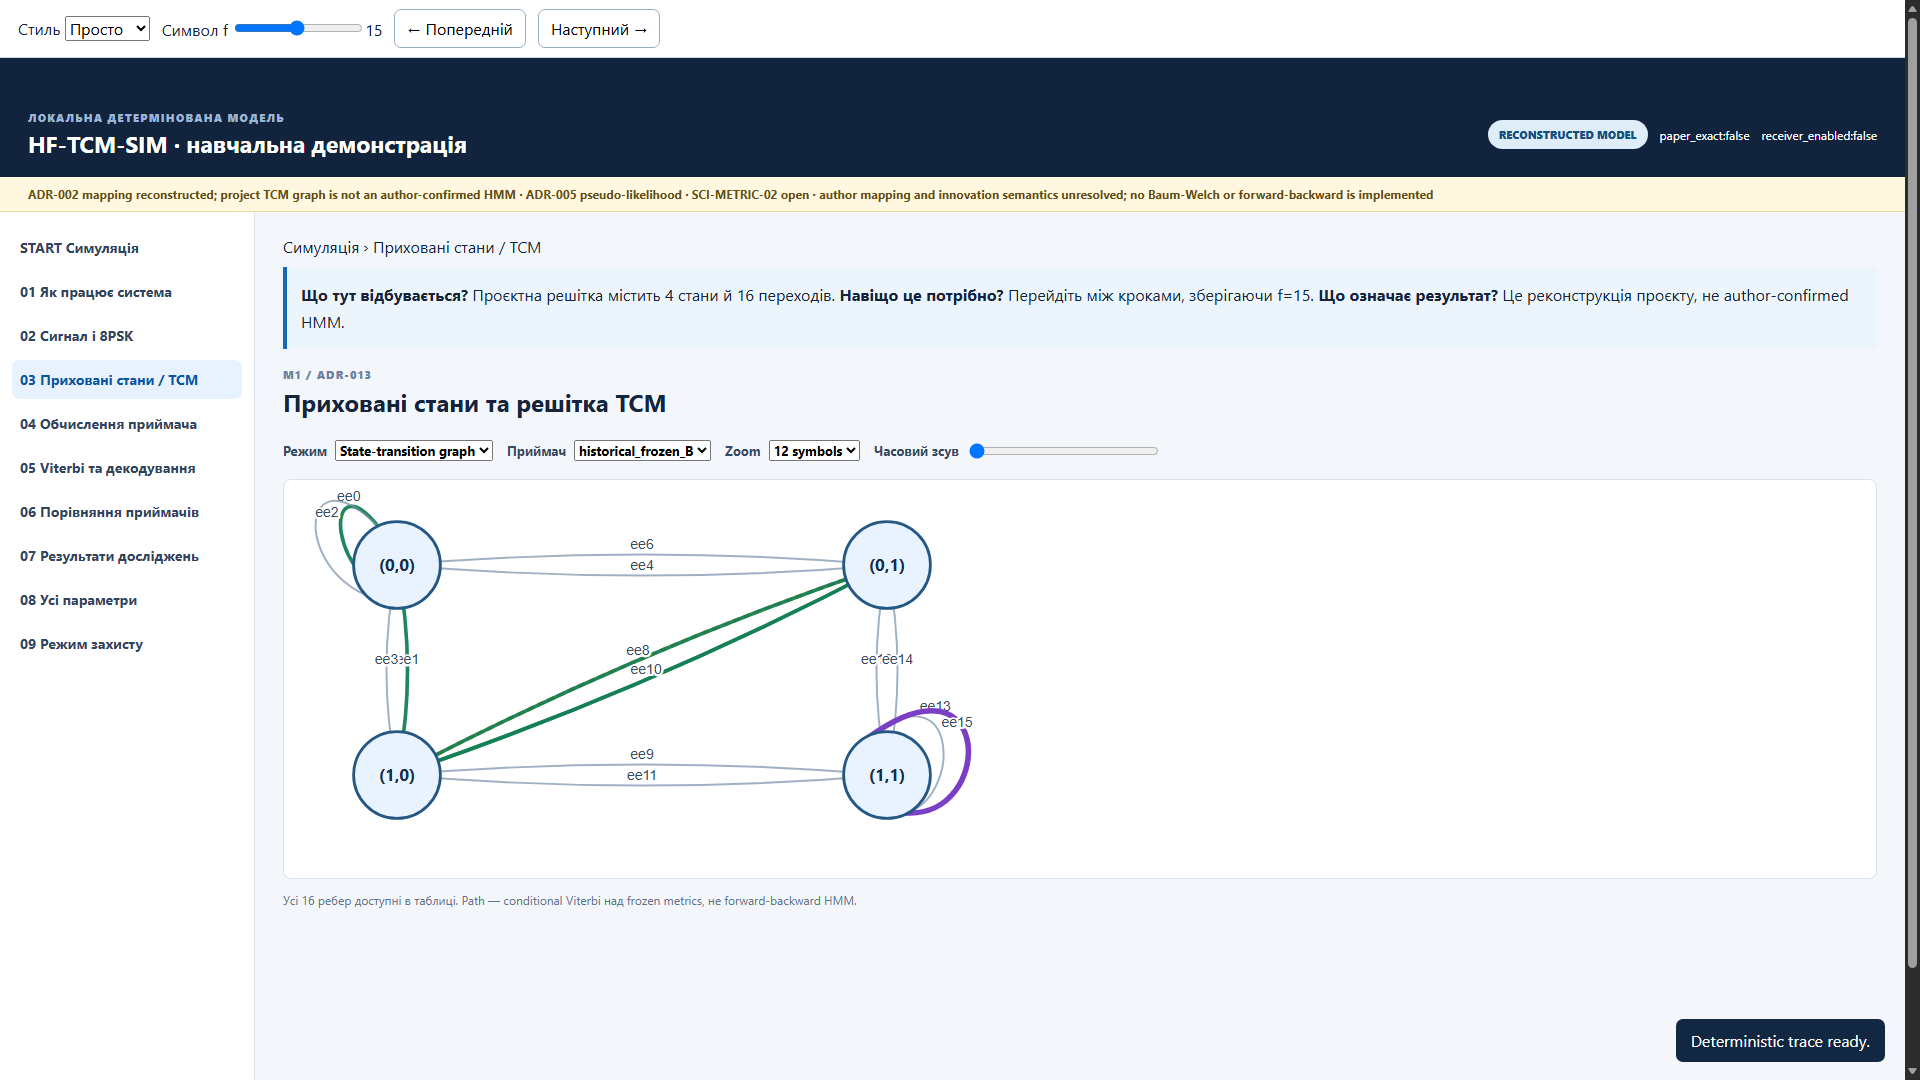 Стиль Просто Символ f 15 ← Попередній Наступний →
ЛОКАЛЬНА ДЕТЕРМІНОВАНА МОДЕЛЬ
HF-TCM-SIM · навчальна демонстрація
RECONSTRUCTED MODEL paper_exact:false receiver_enabled:false
ADR-002 mapping reconstructed; project TCM graph is not an author-confirmed HMM · ADR-005 pseudo-likelihood · SCI-METRIC-02 open · author mapping and innovation semantics unresolved; no Baum-Welch or forward-backward is implemented
START Симуляція
01 Як працює система
02 Сигнал і 8PSK
03 Приховані стани / TCM
04 Обчислення приймача
05 Viterbi та декодування
06 Порівняння приймачів
07 Результати досліджень
08 Усі параметри
09 Режим захисту
Симуляція › Приховані стани / TCM
Що тут відбувається? Проєктна решітка містить 4 стани й 16 переходів. Навіщо це потрібно? Перейдіть між кроками, зберігаючи f=15. Що означає результат? Це реконструкція проєкту, не author-confirmed
HMM.
M1 / ADR-013
Приховані стани та решітка TCM
Режим State-transition graph Приймач historical_frozen_B Zoom 12 symbols Часовий зсув
ee0
ee2
(0,0)
ee6
ee4
(0,1)
ee8
ee10
ee3
ee14
ee13
ee15
(1,0)
ee9
ee11
(1,1)
Усі 16 ребер доступні в таблиці. Path — conditional Viterbi над frozen metrics, не forward-backward HMM.
Deterministic trace ready.